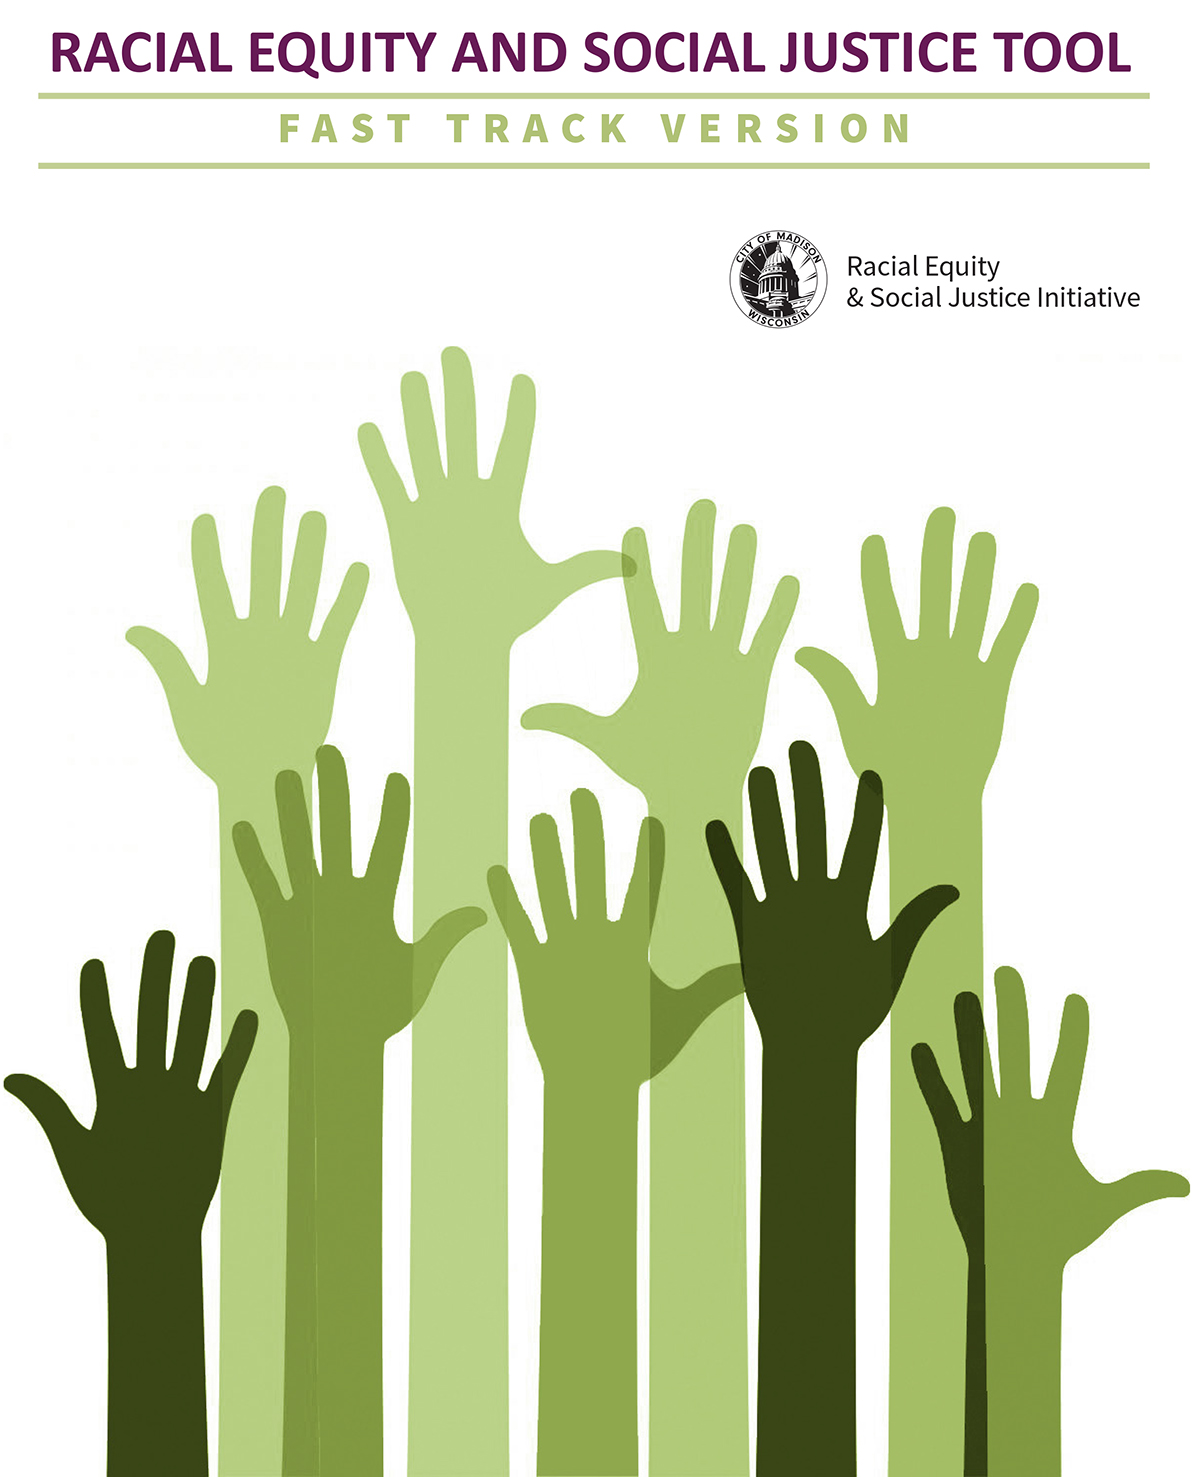 RACIAL EQUITY AND SOCIAL JUSTICE TOOL
FAST TRACK VERSION
CITY OF MADISON
WISCONSIN
Racial Equity
& Social Justice Initiative